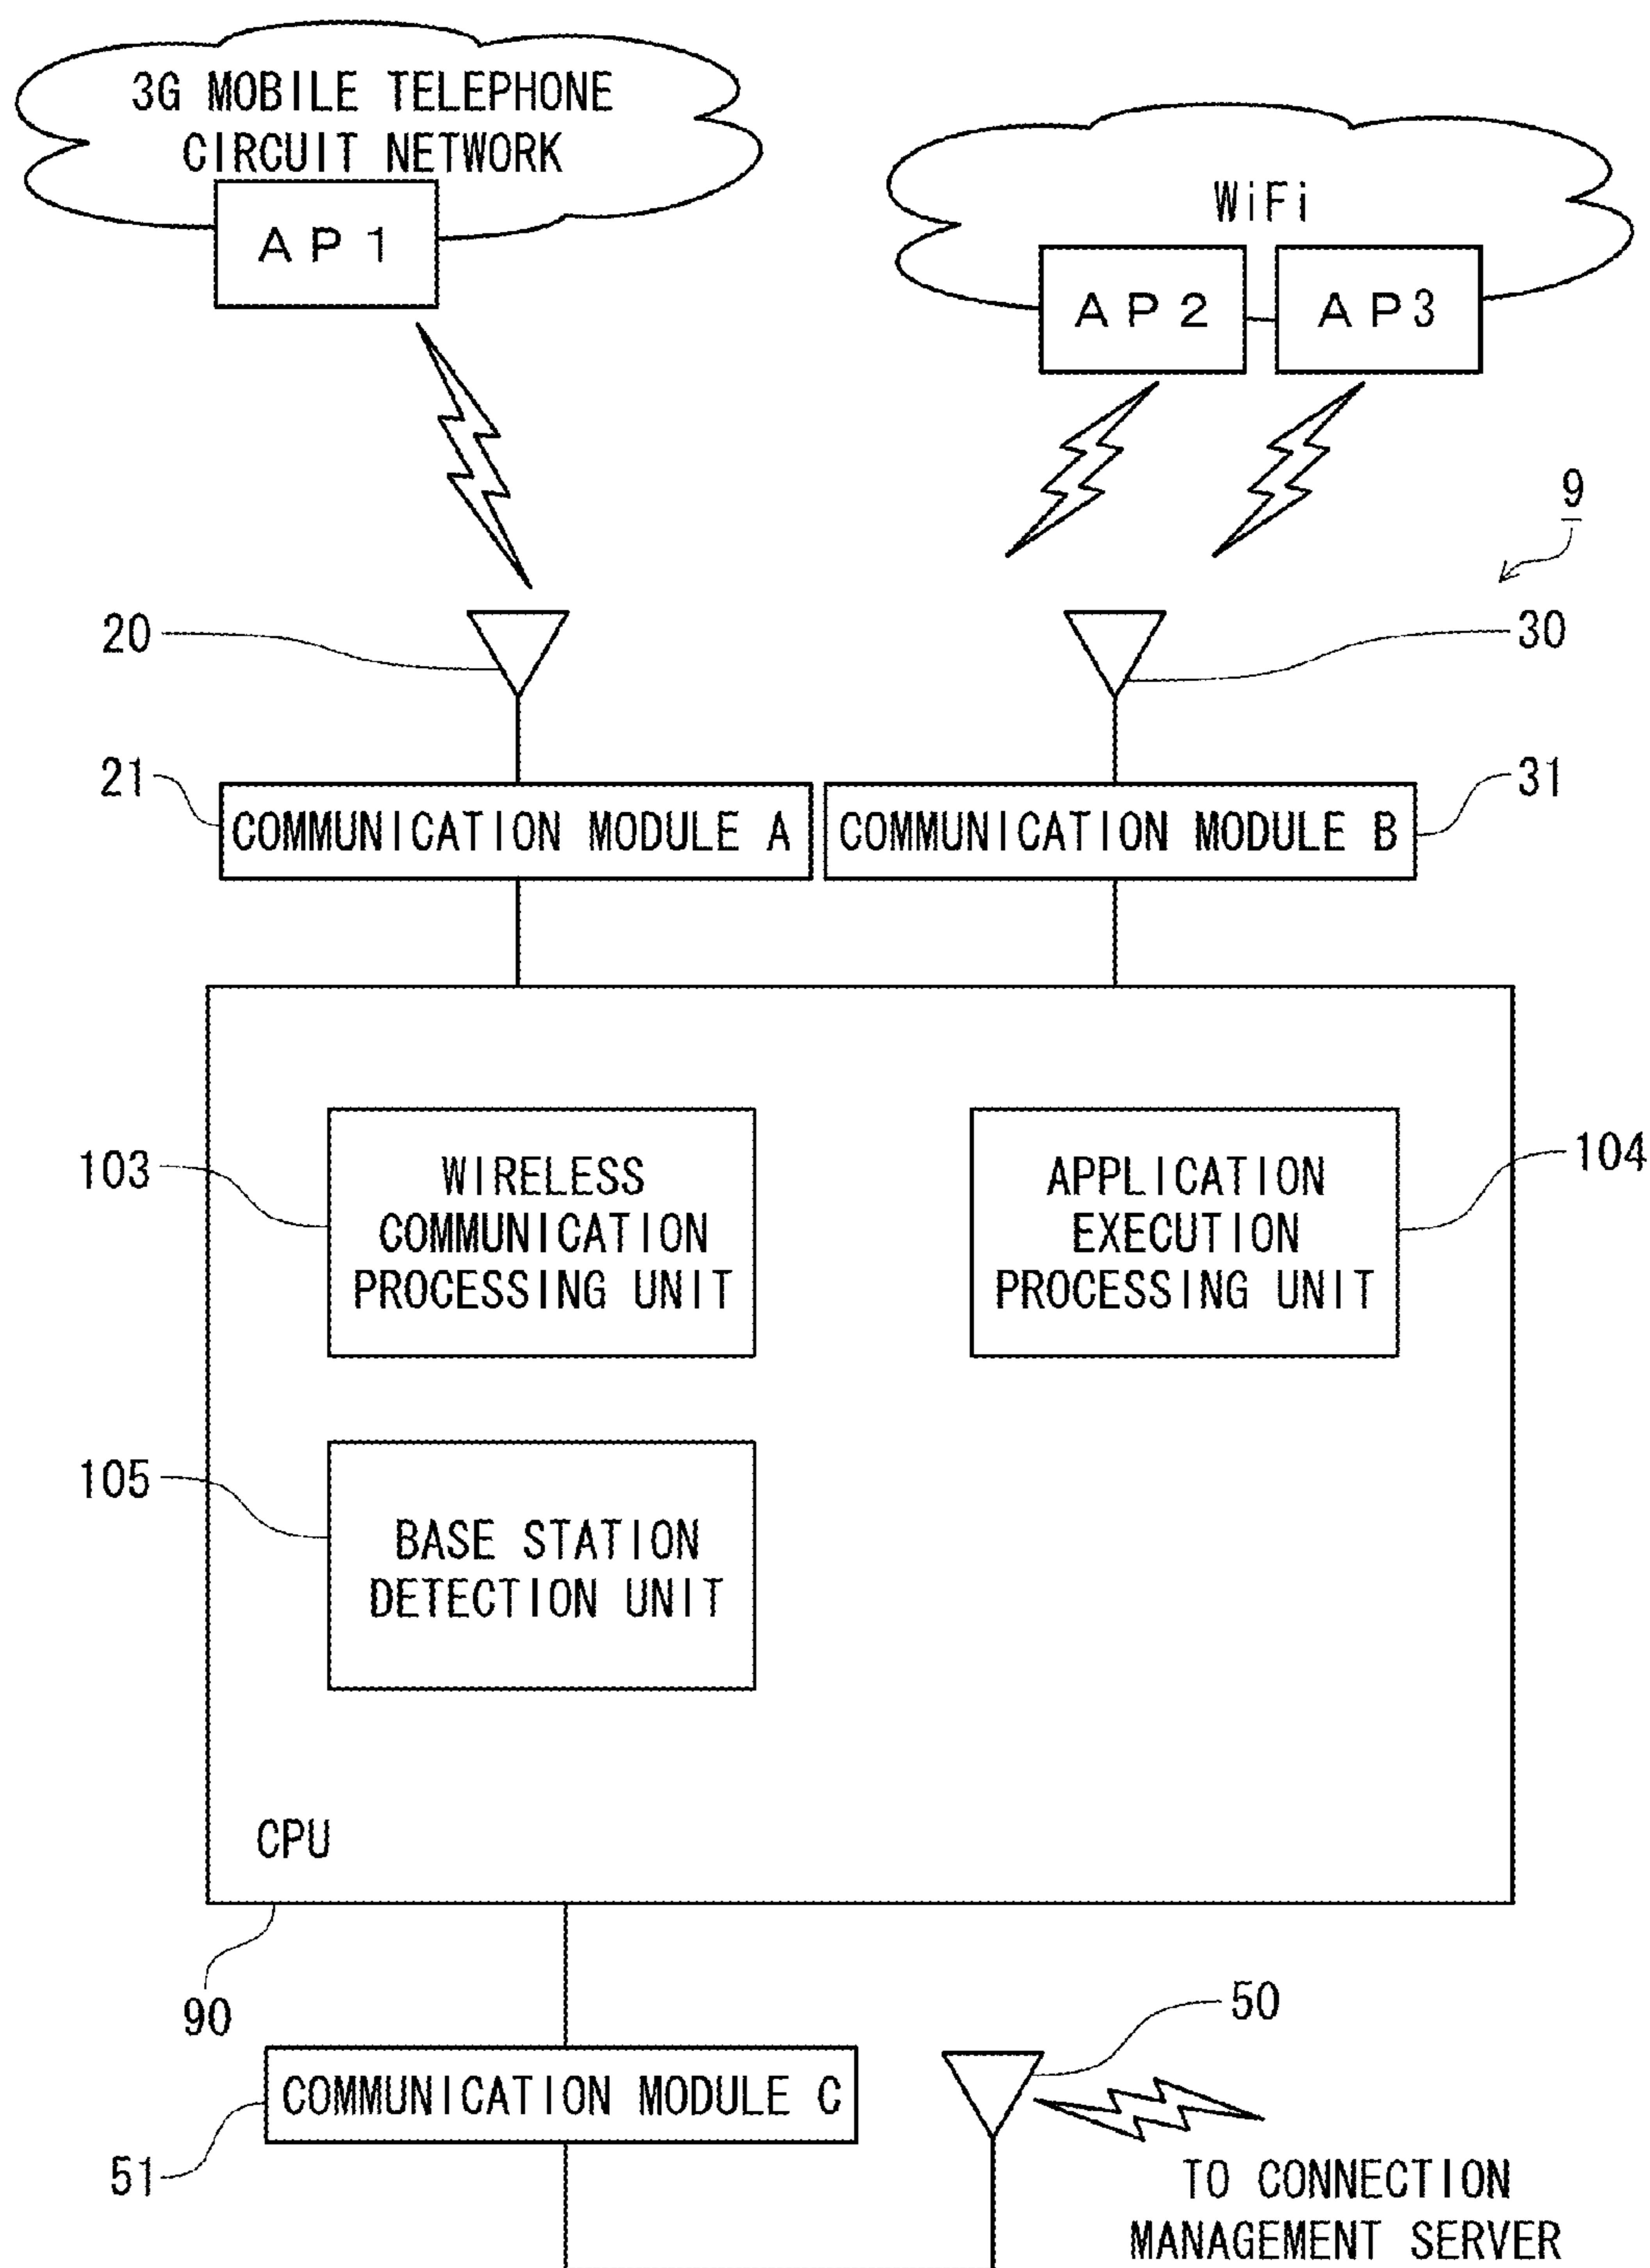 3G MOBILE TELEPHONE
CIRCUIT NETWORK
AP1
WiFi
AP2
AP3
9
20
30
21
COMMUNICATION MODULE A
COMMUNICATION MODULE B
31
103
WIRELESS
COMMUNICATION
PROCESSING UNIT
APPLICATION
EXECUTION
PROCESSING UNIT
104
105
BASE STATION
DETECTION UNIT
CPU
90
50
COMMUNICATION MODULE C
51
TO CONNECTION
MANAGEMENT SERVER